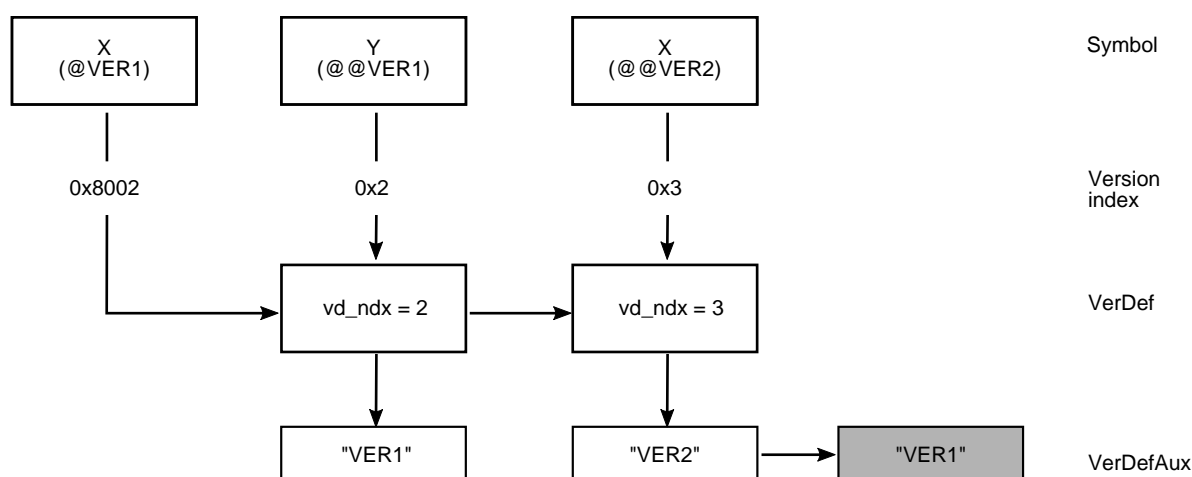 X
(@VER1)
Y
(@@VER1)
X
(@@VER2)
Symbol
0x8002
0x2
0x3
Version
index
vd_ndx = 2
vd_ndx = 3
VerDef
"VER1"
"VER2"
"VER1"
VerDefAux